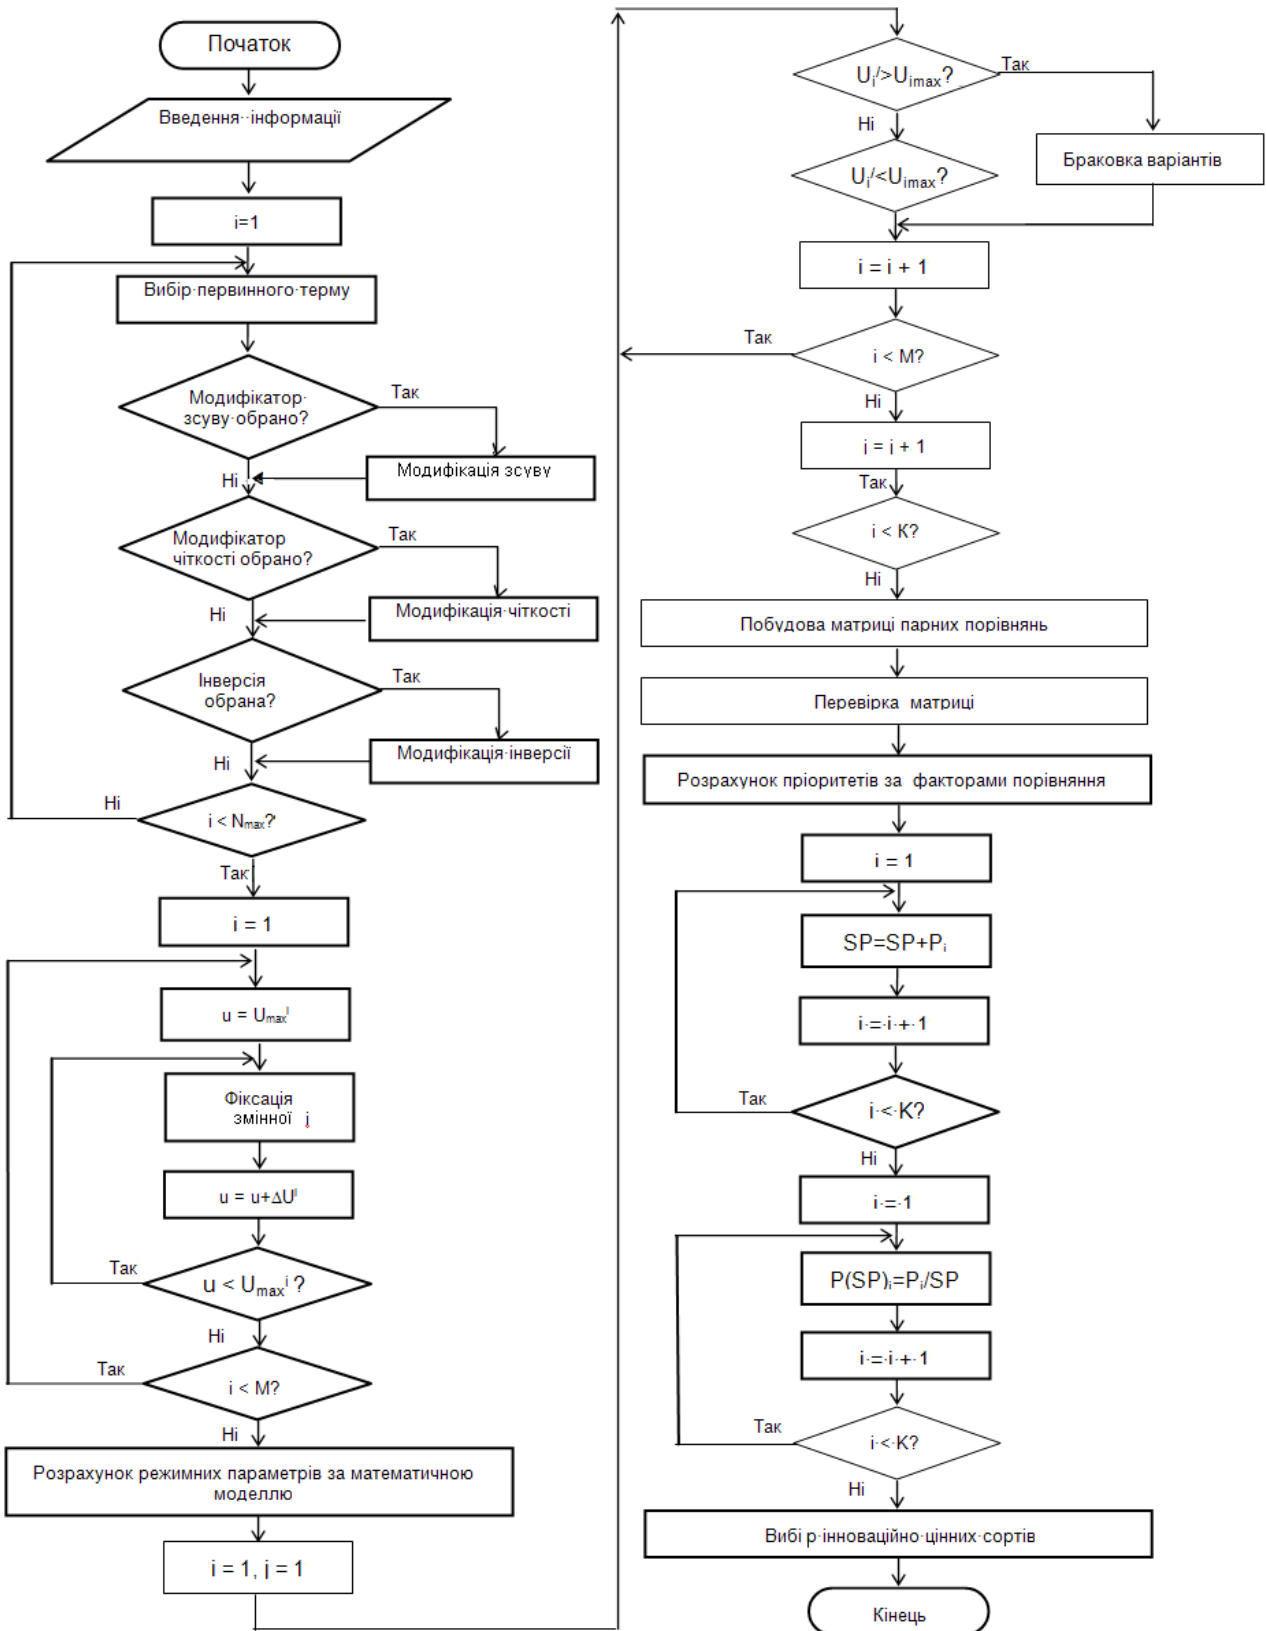 Початок
Введення··інформації
i=1
Вибір·первинного·терму
Модифікатор·
зсуву·обрано?
Так
Модифікація зсуву
Ні
Модифікатор
чіткості обрано?
Так
Модифікація·чіткості
Ні
Інверсія
обрана?
Так
Модифікація·інверсії
Ні
i < Nmax?
Ні
Так
i = 1
u = Umax^i
Фіксація
змінної i
u = u+ΔU^i
u < Umax^i ?
Так
Ні
i < M?
Так
Ні
Розрахунок режимних параметрів за математичною
моделлю
i = 1, j = 1
Ui/>Uimax?
Так
Браковка варіантів
Ні
Ui/<Uimax?
i = i + 1
i < M?
Так
Ні
i = i + 1
Так
i < K?
Ні
Побудова матриці парних порівнянь
Перевірка матриці
Розрахунок пріоритетів за факторами порівняння
i = 1
SP=SP+Pi
i·=·i·+·1
i·<·K?
Так
Ні
i·=·1
P(SP)i=Pi/SP
i·=·i·+·1
i·<·K?
Так
Ні
Вибі р·інноваційно·цінних·сортів
Кінець